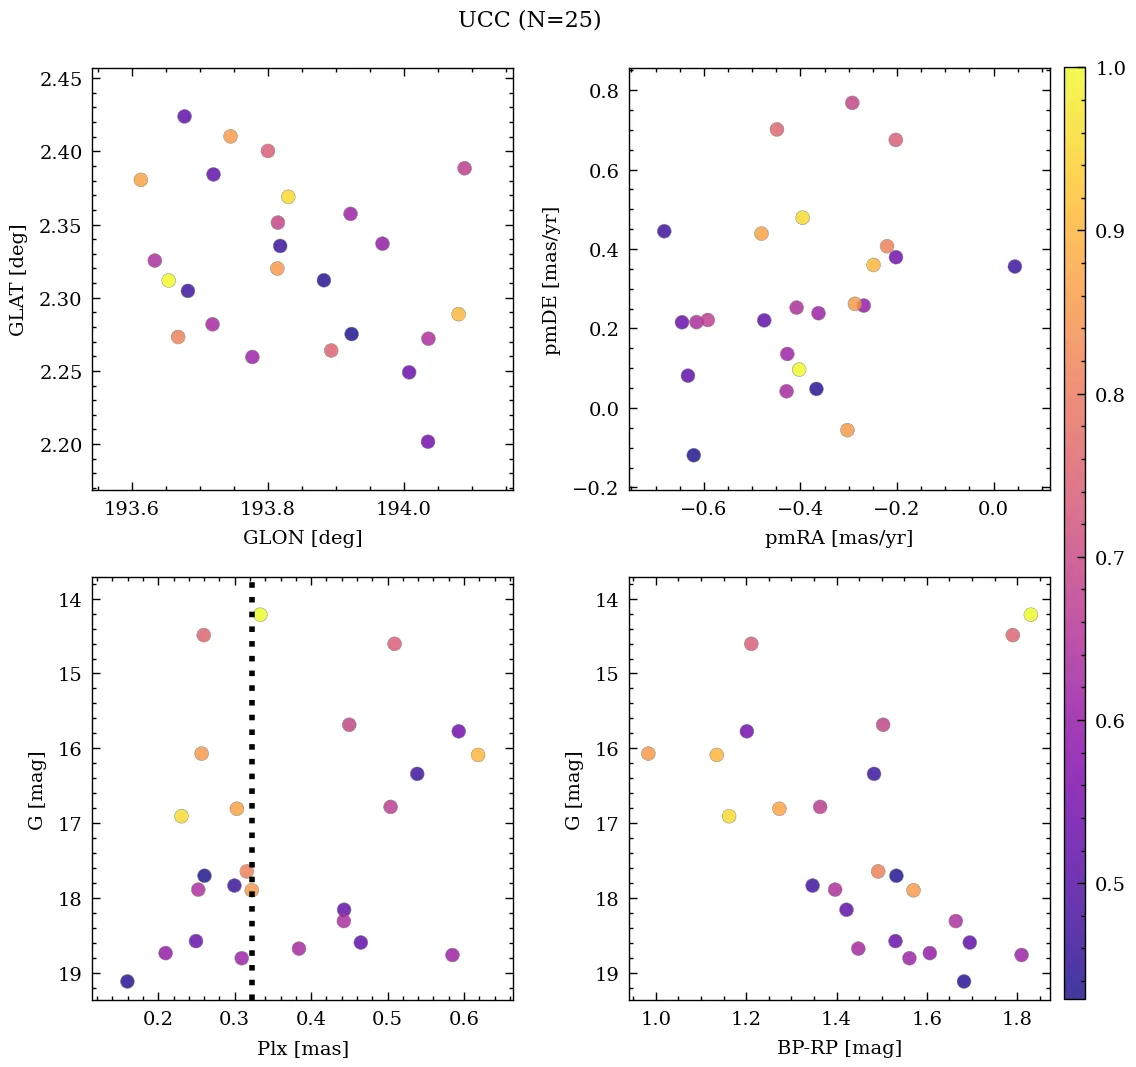 UCC (N=25)
2.45
2.40
2.35
2.30
2.25
2.20
GLAT [deg]
193.6 193.8 194.0
GLON [deg]
0.8
0.6
0.4
0.2
0.0
−0.2
pmDE [mas/yr]
−0.6 −0.4 −0.2 0.0
pmRA [mas/yr]
14
15
16
17
18
19
G [mag]
0.2 0.3 0.4 0.5 0.6
Plx [mas]
14
15
16
17
18
19
G [mag]
1.0 1.2 1.4 1.6 1.8
BP-RP [mag]
1.0
0.9
0.8
0.7
0.6
0.5